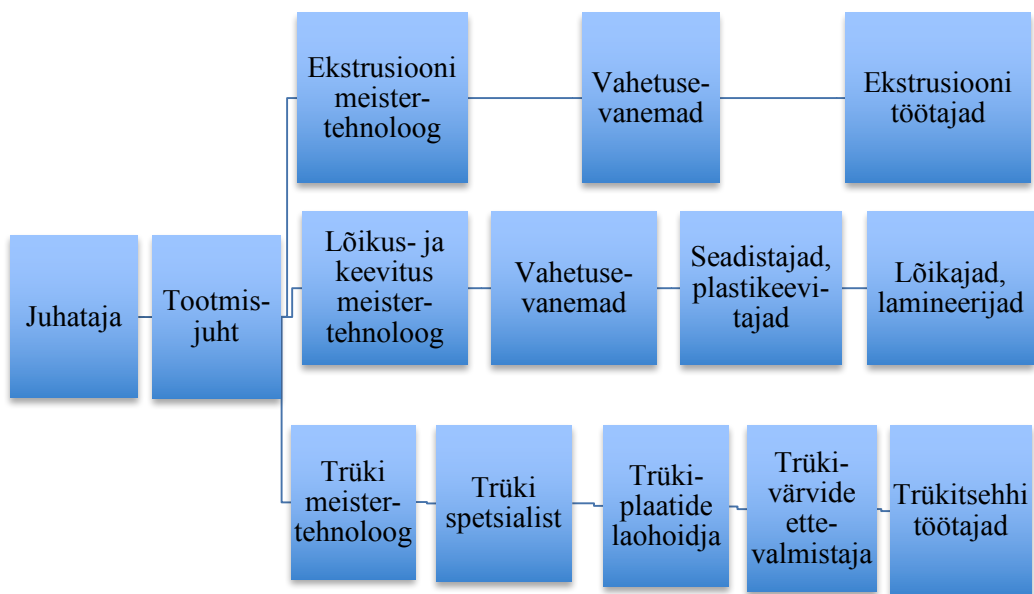 Juhataja
Tootmis-
juht
Ekstrusiooni
meister-
tehnoloog
Vahetuse-
vanemad
Ekstrusiooni
töötajad
Lõikus- ja
keevitus
meister-
tehnoloog
Vahetuse-
vanemad
Seadistajad,
plastikeevi-
tajad
Lõikajad,
lamineerijad
Trüki
meister-
tehnoloog
Trüki
spetsialist
Trüki-
plaatide
laohoidja
Trüki-
värvide
ette-
valmistaja
Trükitsehhi
töötajad